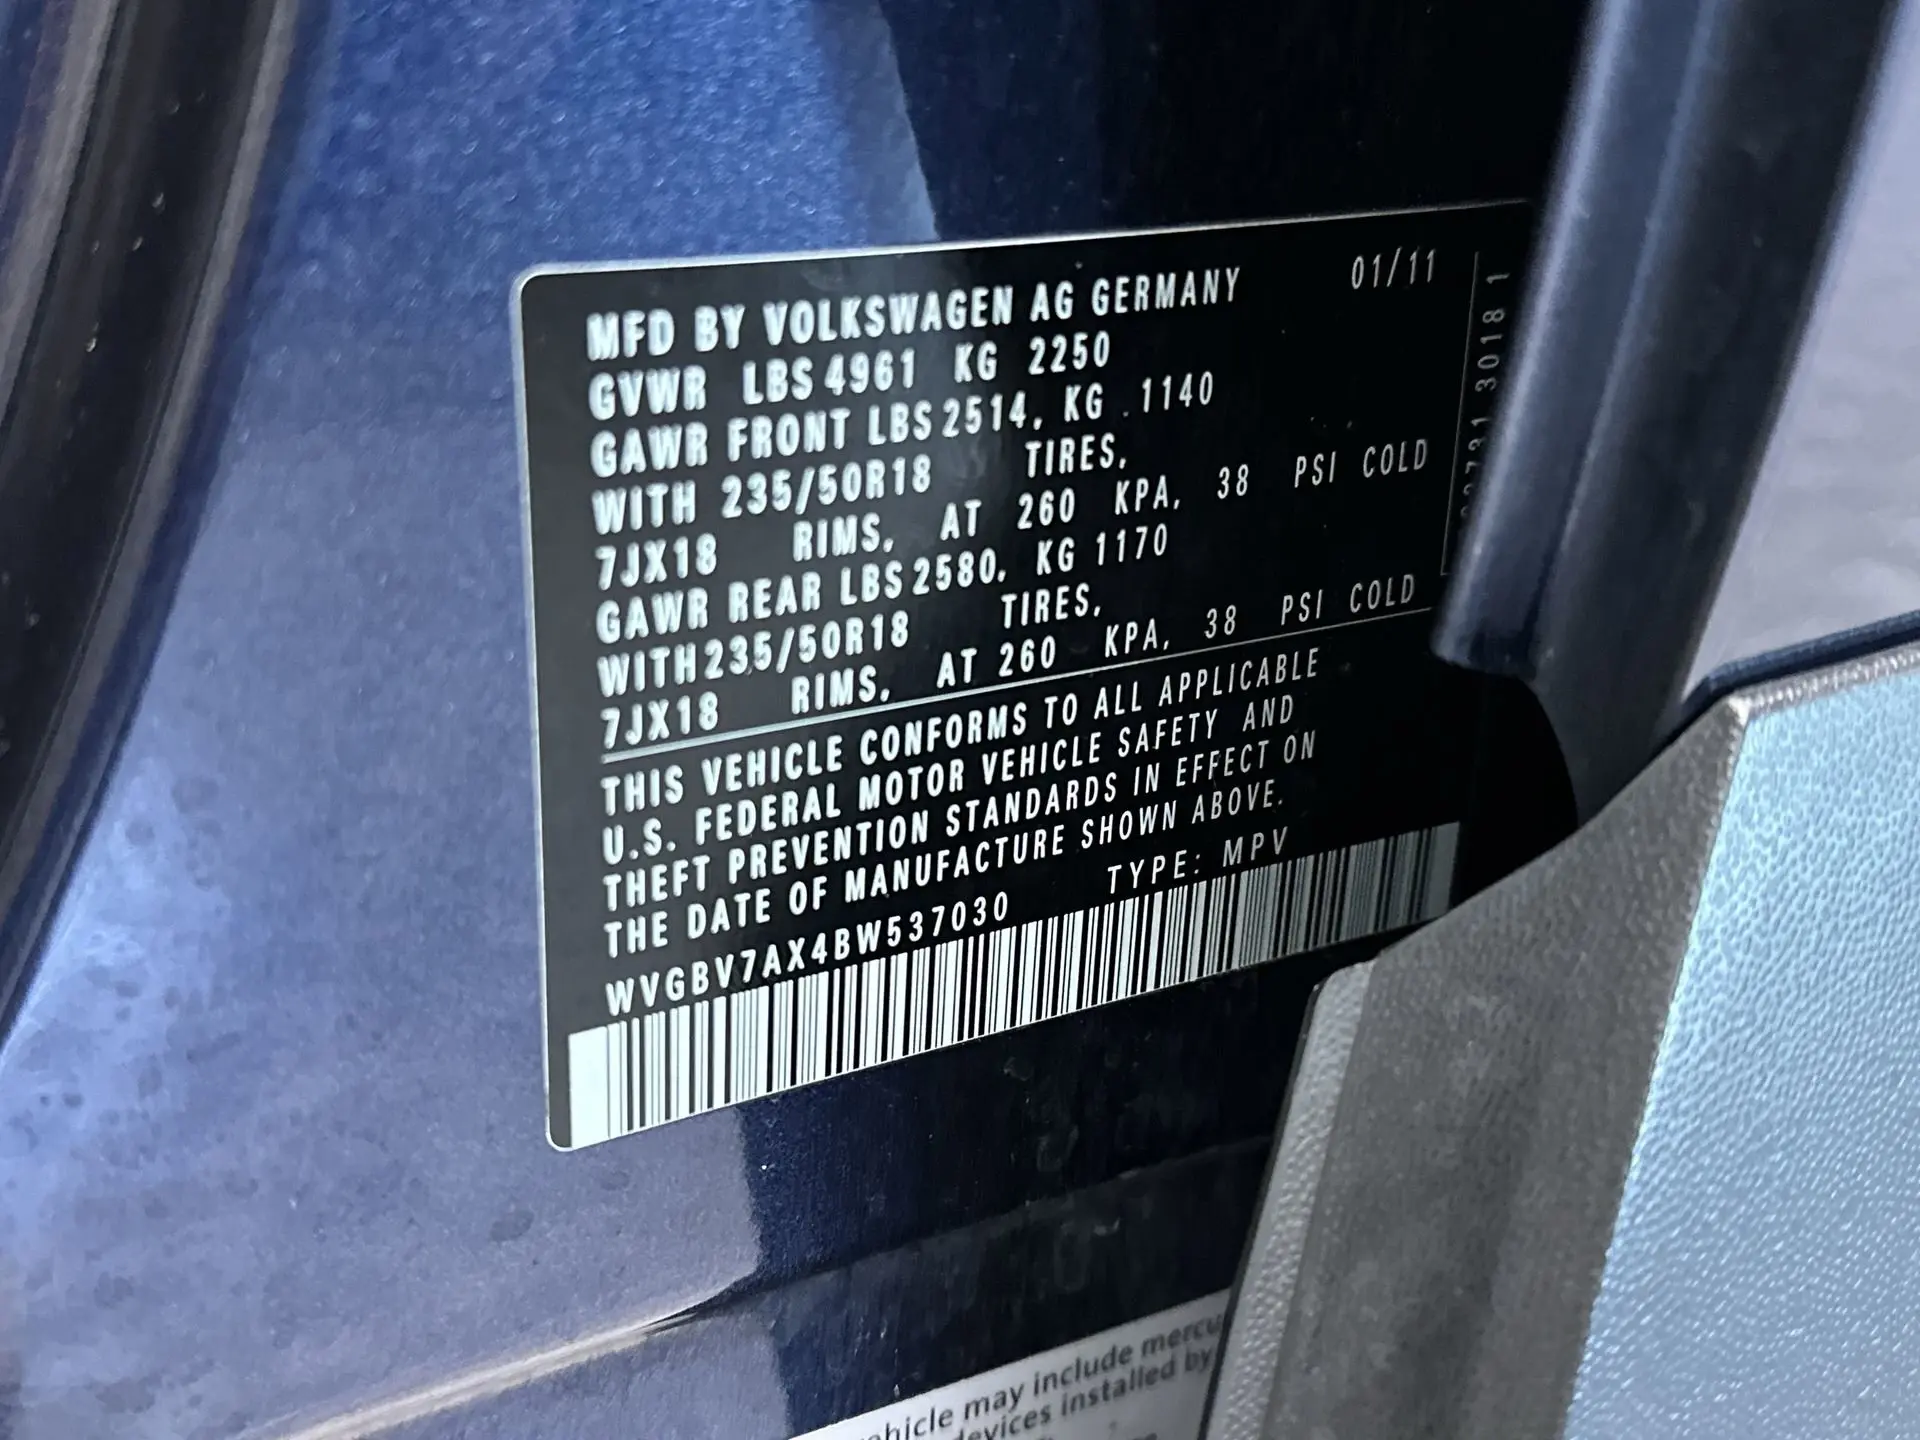 MFD BY VOLKSWAGEN AG GERMANY 01/11
GVWR LBS 4961 KG 2250
GAWR FRONT LBS 2514, KG .1140
WITH 235/50R18 TIRES,
7JX18 RIMS, AT 260 KPA, 38 PSI COLD
GAWR REAR LBS 2580, KG 1170
WITH 235/50R18 TIRES,
7JX18 RIMS, AT 260 KPA, 38 PSI COLD
THIS VEHICLE CONFORMS TO ALL APPLICABLE
U.S. FEDERAL MOTOR VEHICLE SAFETY AND
THEFT PREVENTION STANDARDS IN EFFECT ON
THE DATE OF MANUFACTURE SHOWN ABOVE.
WVGBV7AX4BW537030 TYPE: MPV
3018 1
may include
devices installed by